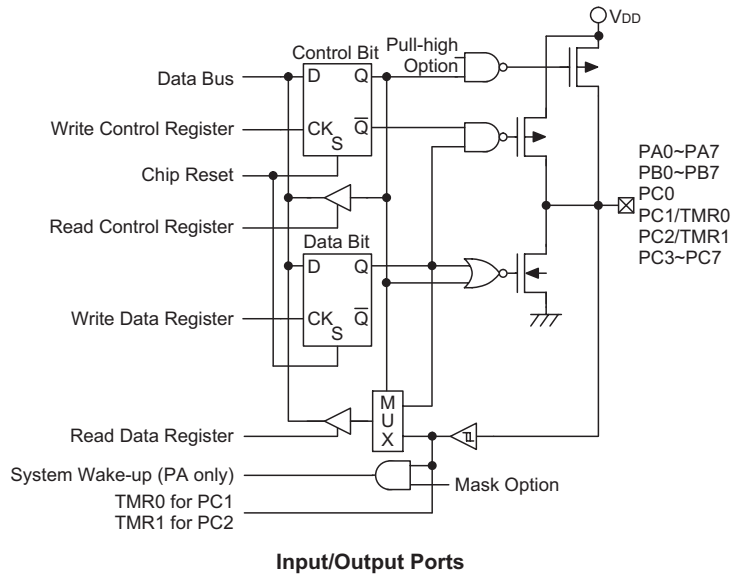 VDD
Control Bit
Pull-high
Option
Data Bus
D
Q
Write Control Register
CK
Q
S
Chip Reset
Read Control Register
PA0~PA7
PB0~PB7
PC0
PC1/TMR0
PC2/TMR1
PC3~PC7
Data Bit
D
Q
Write Data Register
CK
Q
S
M
U
X
Read Data Register
System Wake-up (PA only)
Mask Option
TMR0 for PC1
TMR1 for PC2
Input/Output Ports